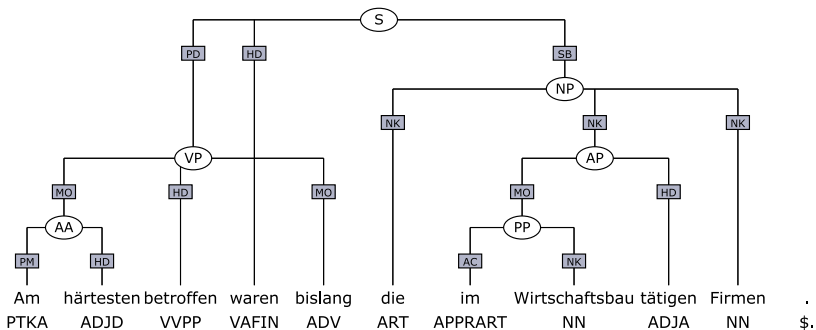 S
PD HD SB
NP
NK NK NK
VP AP
MO HD MO MO HD
AA PP
PM HD AC NK
Am härtesten betroffen waren bislang die im Wirtschaftsbau tätigen Firmen .
PTKA ADJD VVPP VAFIN ADV ART APPRART NN ADJA NN $.